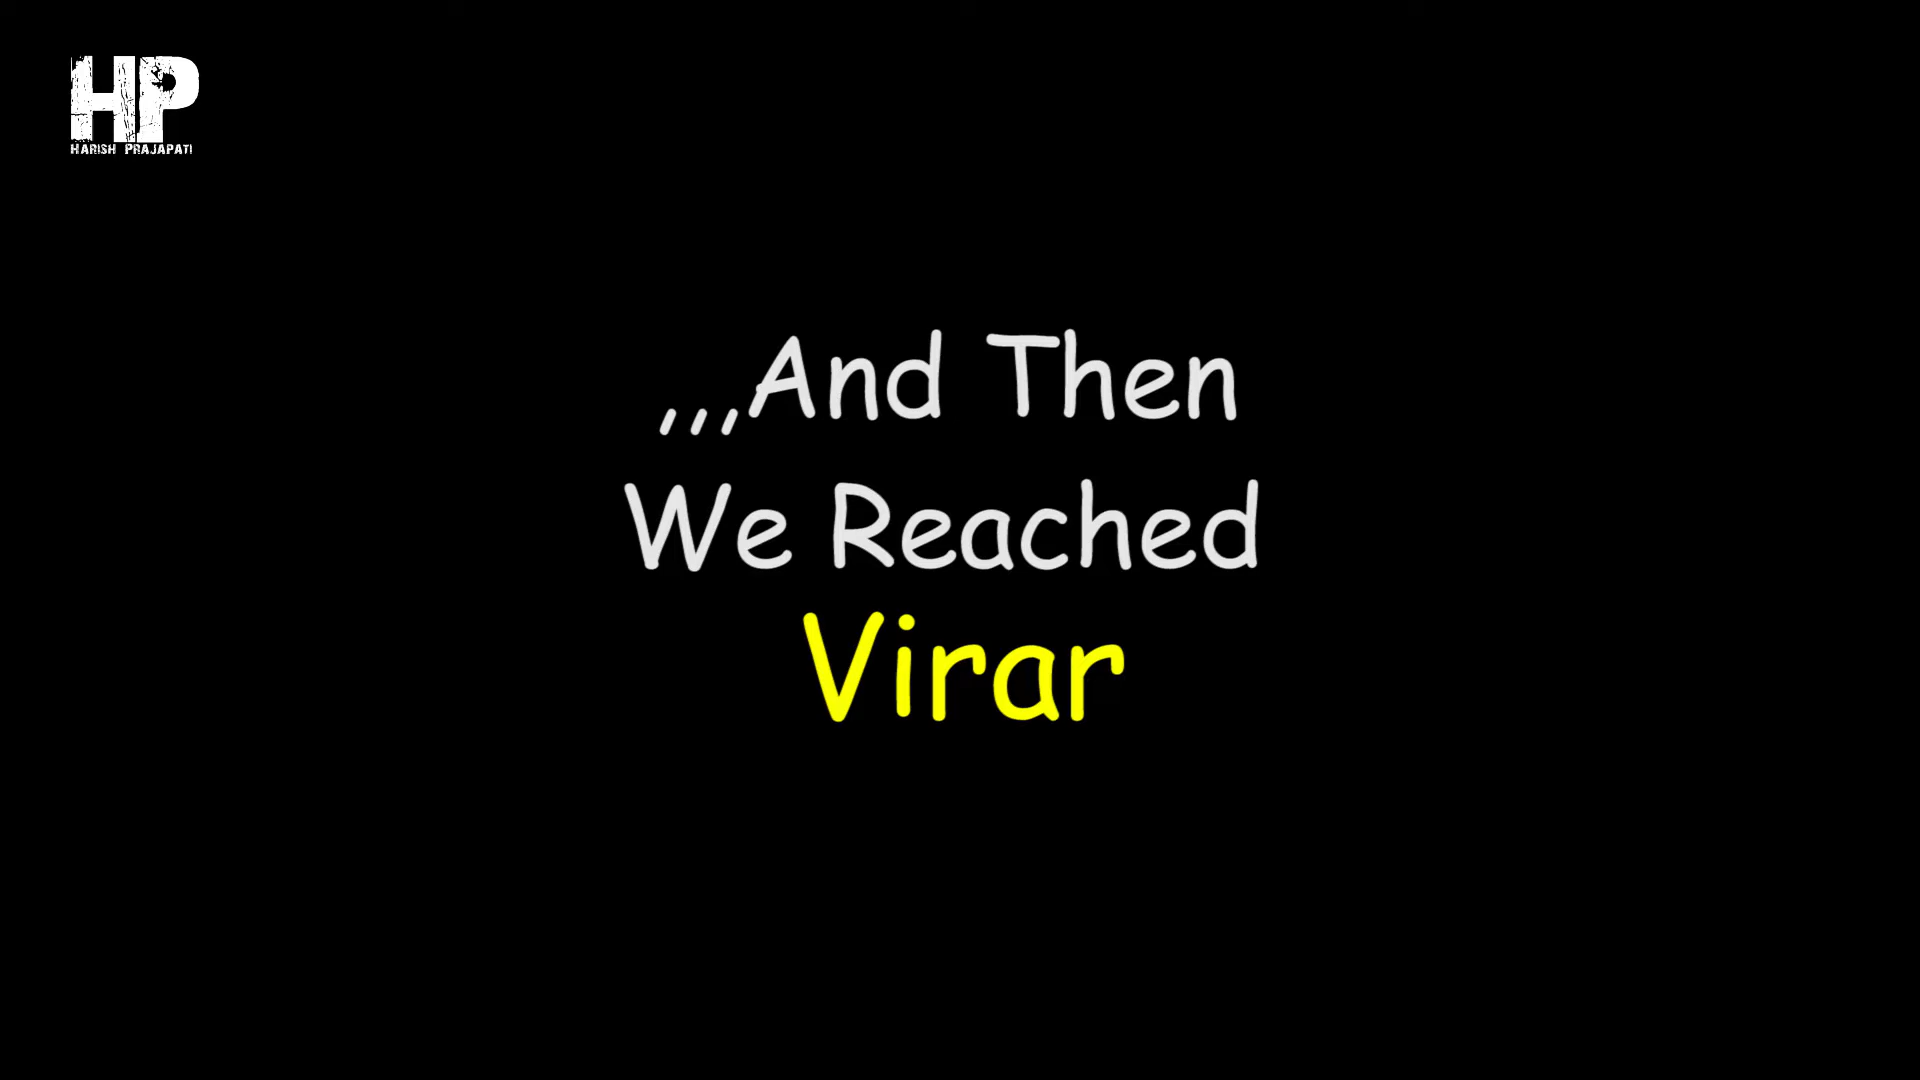 HP
HARISH PRAJAPATI
,,,And Then
We Reached
Virar